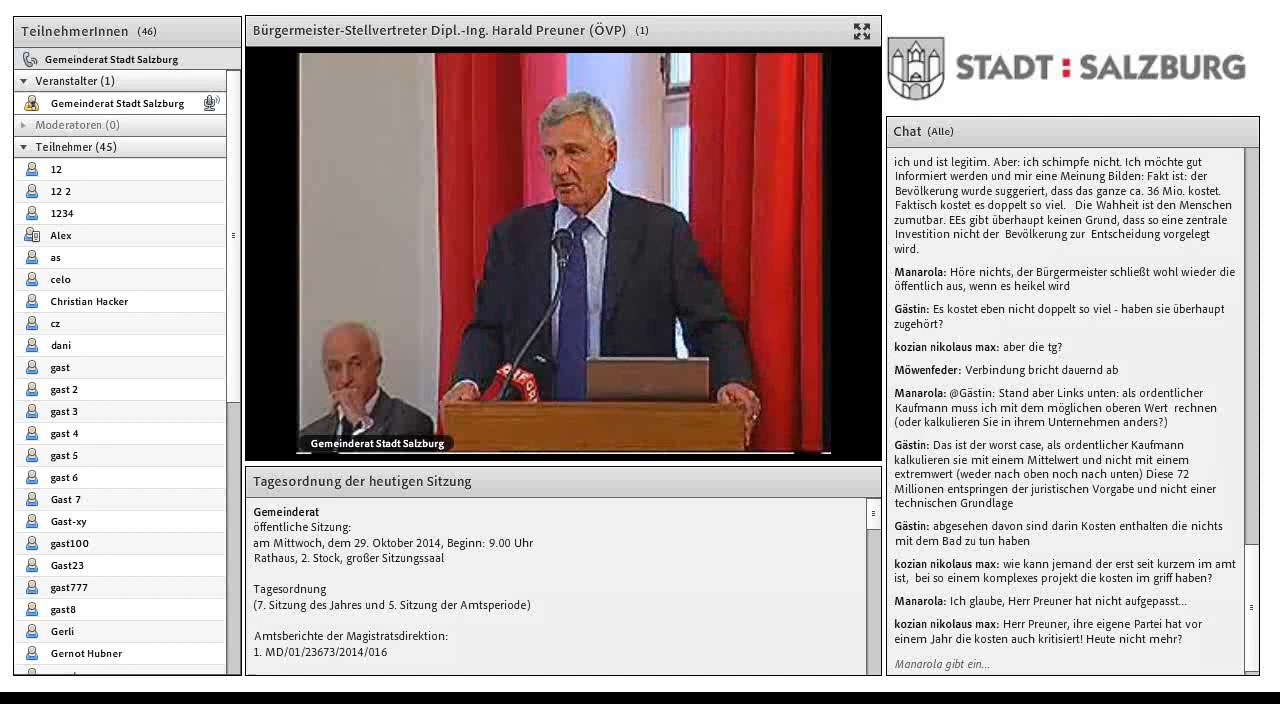 TeilnehmerInnen (46)
Gemeinderat Stadt Salzburg
Veranstalter (1)
Gemeinderat Stadt Salzburg
Moderatoren (0)
Teilnehmer (45)
12
12 2
1234
Alex
as
celo
Christian Hacker
cz
dani
gast
gast 2
gast 3
gast 4
gast 5
gast 6
Gast 7
Gast-xy
gast100
Gast23
gast777
gast8
Gerli
Gernot Hubner
Bürgermeister-Stellvertreter Dipl.-Ing. Harald Preuner (ÖVP) (1)
Gemeinderat Stadt Salzburg
Tagesordnung der heutigen Sitzung
Gemeinderat
öffentliche Sitzung:
am Mittwoch, dem 29. Oktober 2014, Beginn: 9.00 Uhr
Rathaus, 2. Stock, großer Sitzungssaal
Tagesordnung
(7. Sitzung des Jahres und 5. Sitzung der Amtsperiode)
Amtsberichte der Magistratsdirektion:
1. MD/01/23673/2014/016
STADT : SALZBURG
Chat (Alle)
ich und ist legitim. Aber: ich schimpfe nicht. Ich möchte gut
Informiert werden und mir eine Meinung Bilden: Fakt ist: der
Bevölkerung wurde suggeriert, dass das ganze ca. 36 Mio. kostet.
Faktisch kostet es doppelt so viel. Die Wahheit ist den Menschen
zumutbar. EEs gibt überhaupt keinen Grund, dass so eine zentrale
Investition nicht der Bevölkerung zur Entscheidung vorgelegt
wird.
Manarola: Höre nichts, der Bürgermeister schließt wohl wieder die
öffentlich aus, wenn es heikel wird
Gästin: Es kostet eben nicht doppelt so viel - haben sie überhaupt
zugehört?
kozian nikolaus max: aber die tg?
Möwenfeder: Verbindung bricht dauernd ab
Manarola: @Gästin: Stand aber Links unten: als ordentlicher
Kaufmann muss ich mit dem möglichen oberen Wert rechnen
(oder kalkulieren Sie in ihrem Unternehmen anders?)
Gästin: Das ist der worst case, als ordentlicher Kaufmann
kalkulieren sie mit einem Mittelwert und nicht mit einem
extremwert (weder nach oben noch nach unten) Diese 72
Millionen entspringen der juristischen Vorgabe und nicht einer
technischen Grundlage
Gästin: abgesehen davon sind darin Kosten enthalten die nichts
mit dem Bad zu tun haben
kozian nikolaus max: wie kann jemand der erst seit kurzem im amt
ist, bei so einem komplexes projekt die kosten im griff haben?
Manarola: Ich glaube, Herr Preuner hat nicht aufgepasst...
kozian nikolaus max: Herr Preuner, ihre eigene Partei hat vor
einem Jahr die kosten auch kritisiert! Heute nicht mehr?
Manarola gibt ein...